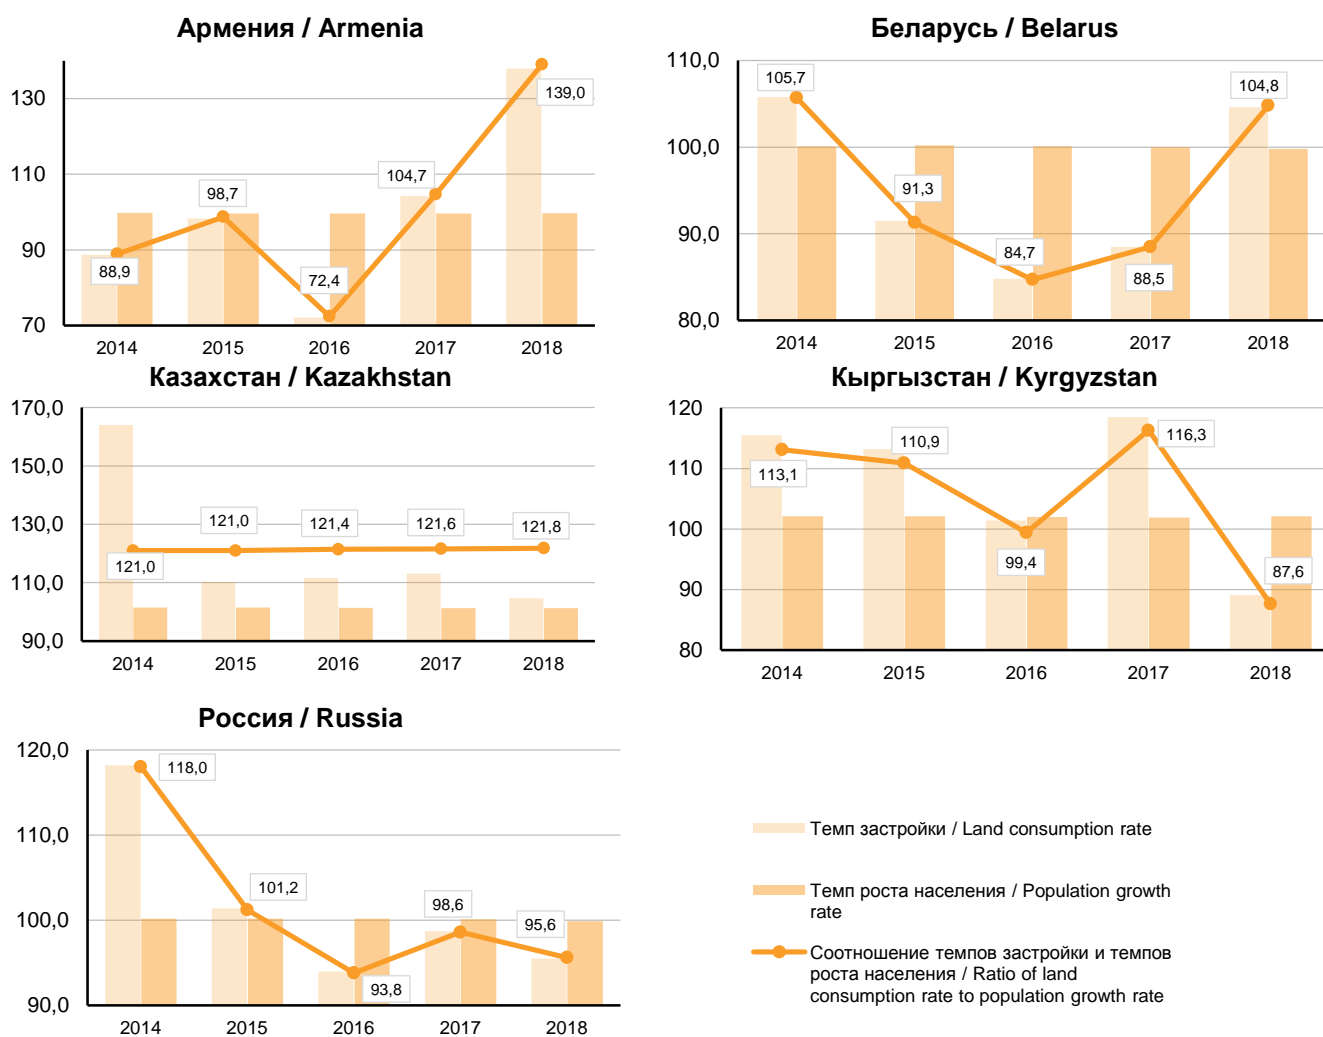 Армения / Armenia
130
110
90
70
88,9
98,7
72,4
104,7
139,0
2014 2015 2016 2017 2018
Беларусь / Belarus
110,0
100,0
90,0
80,0
105,7
91,3
84,7
88,5
104,8
2014 2015 2016 2017 2018
Казахстан / Kazakhstan
170,0
150,0
130,0
110,0
90,0
121,0
121,0
121,4
121,6
121,8
2014 2015 2016 2017 2018
Кыргызстан / Kyrgyzstan
120
110
100
90
80
113,1
110,9
99,4
116,3
87,6
2014 2015 2016 2017 2018
Россия / Russia
120,0
110,0
100,0
90,0
118,0
101,2
93,8
98,6
95,6
2014 2015 2016 2017 2018
Темп застройки / Land consumption rate
Темп роста населения / Population growth
rate
Соотношение темпов застройки и темпов
роста населения / Ratio of land
consumption rate to population growth rate